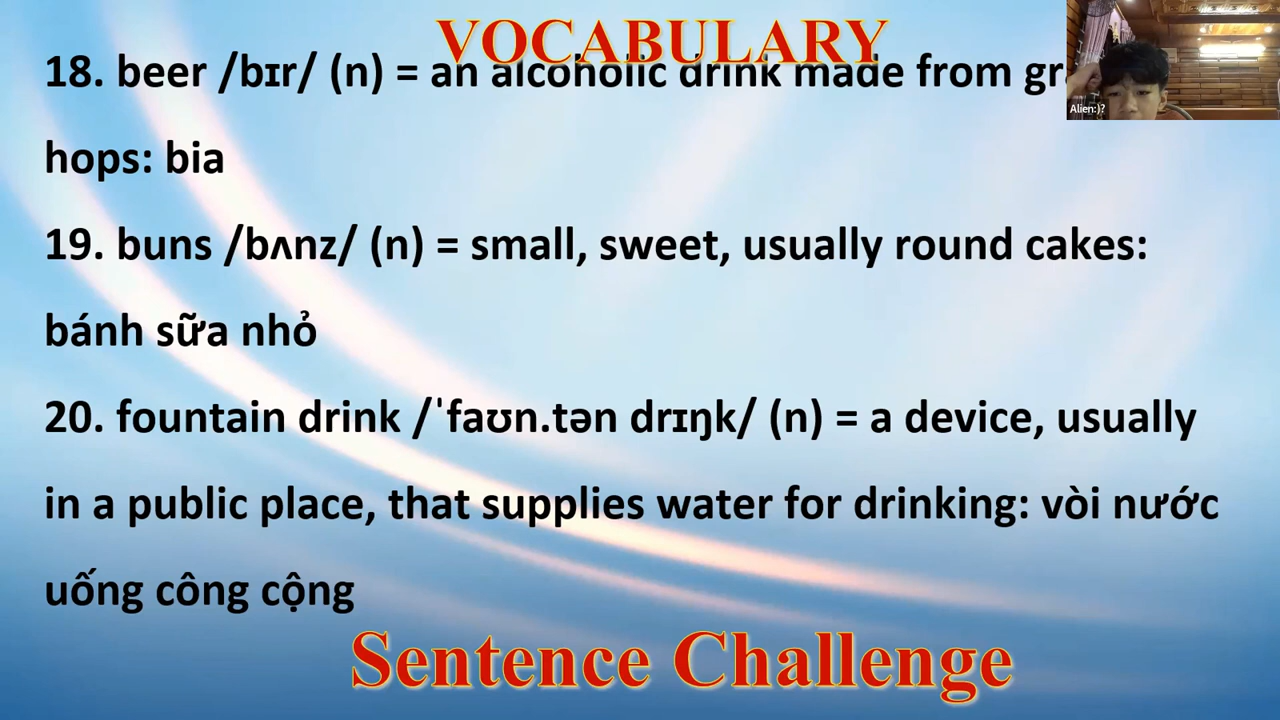 VOCABULARY
18. beer /bɪr/ (n) = an alcoholic drink made from
hops: bia
19. buns /bʌnz/ (n) = small, sweet, usually round cakes:
bánh sữa nhỏ
20. fountain drink /ˈfaʊn.tən drɪŋk/ (n) = a device, usually
in a public place, that supplies water for drinking: vòi nước
uống công cộng
Sentence Challenge
Alien:)?